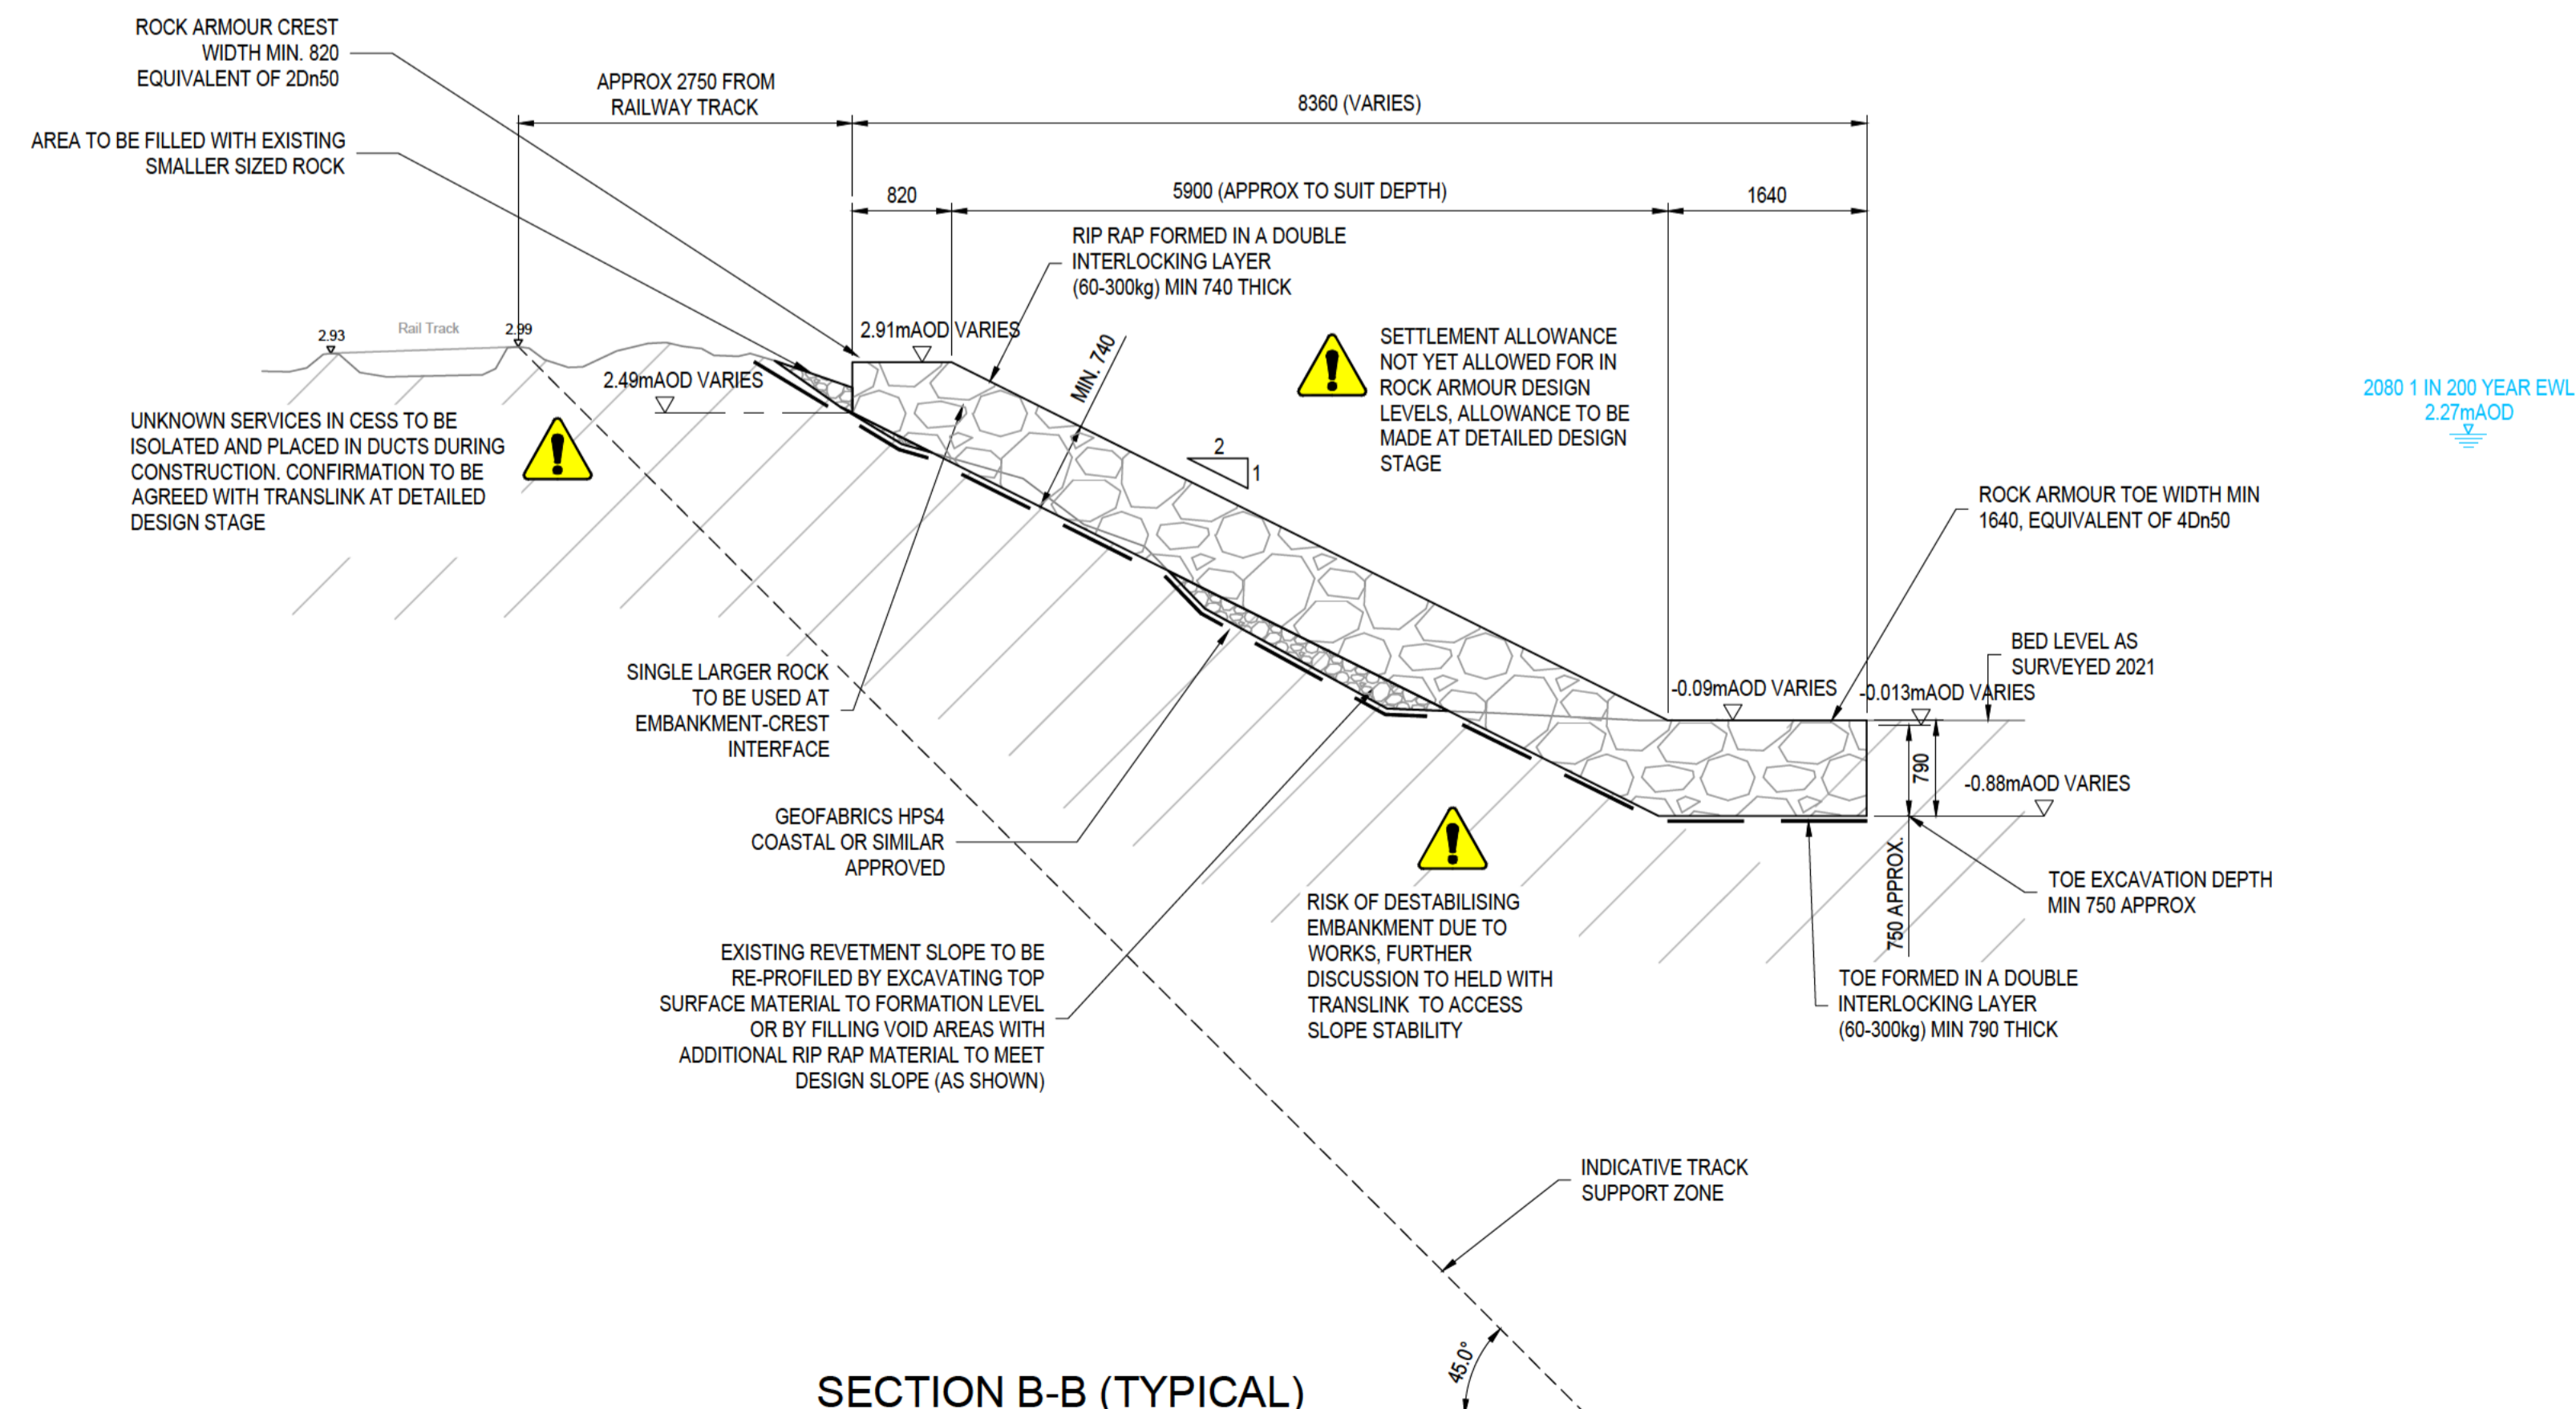 ROCK ARMOUR CREST
WIDTH MIN. 820
EQUIVALENT OF 2Dn50
AREA TO BE FILLED WITH EXISTING
SMALLER SIZED ROCK
APPROX 2750 FROM
RAILWAY TRACK
8360 (VARIES)
820
5900 (APPROX TO SUIT DEPTH)
1640
RIP RAP FORMED IN A DOUBLE
INTERLOCKING LAYER
(60-300kg) MIN 740 THICK
2.93
Rail Track
2.99
2.91mAOD VARIES
2.49mAOD VARIES
MIN. 740
SETTLEMENT ALLOWANCE
NOT YET ALLOWED FOR IN
ROCK ARMOUR DESIGN
LEVELS, ALLOWANCE TO BE
MADE AT DETAILED DESIGN
STAGE
2080 1 IN 200 YEAR EWL
2.27mAOD
UNKNOWN SERVICES IN CESS TO BE
ISOLATED AND PLACED IN DUCTS DURING
CONSTRUCTION. CONFIRMATION TO BE
AGREED WITH TRANSLINK AT DETAILED
DESIGN STAGE
2
1
ROCK ARMOUR TOE WIDTH MIN
1640, EQUIVALENT OF 4Dn50
BED LEVEL AS
SURVEYED 2021
SINGLE LARGER ROCK
TO BE USED AT
EMBANKMENT-CREST
INTERFACE
-0.09mAOD VARIES
-0.013mAOD VARIES
790
-0.88mAOD VARIES
750 APPROX.
GEOFABRICS HPS4
COASTAL OR SIMILAR
APPROVED
TOE EXCAVATION DEPTH
MIN 750 APPROX
RISK OF DESTABILISING
EMBANKMENT DUE TO
WORKS, FURTHER
DISCUSSION TO HELD WITH
TRANSLINK TO ACCESS
SLOPE STABILITY
EXISTING REVETMENT SLOPE TO BE
RE-PROFILED BY EXCAVATING TOP
SURFACE MATERIAL TO FORMATION LEVEL
OR BY FILLING VOID AREAS WITH
ADDITIONAL RIP RAP MATERIAL TO MEET
DESIGN SLOPE (AS SHOWN)
TOE FORMED IN A DOUBLE
INTERLOCKING LAYER
(60-300kg) MIN 790 THICK
INDICATIVE TRACK
SUPPORT ZONE
45.0°
SECTION B-B (TYPICAL)